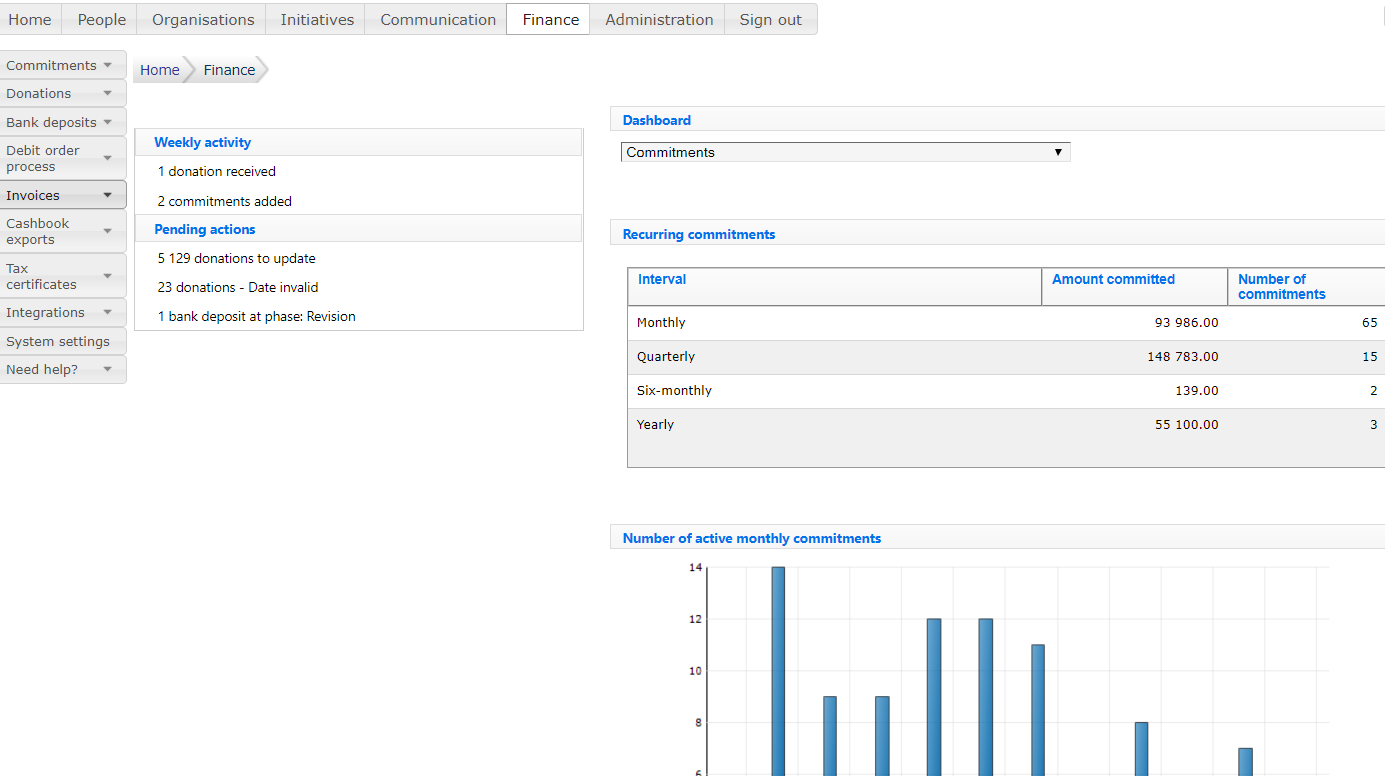 Home People Organisations Initiatives Communication Finance Administration Sign out
Commitments
Donations
Bank deposits
Debit order
process
Invoices
Cashbook
exports
Tax
certificates
Integrations
System settings
Need help?
Home Finance
Weekly activity
1 donation received
2 commitments added
Pending actions
5 129 donations to update
23 donations - Date invalid
1 bank deposit at phase: Revision
Dashboard
Commitments
Recurring commitments
Interval Amount committed Number of
commitments
Monthly 93 986.00 65
Quarterly 148 783.00 15
Six-monthly 139.00 2
Yearly 55 100.00 3
Number of active monthly commitments
14
12
10
8
6